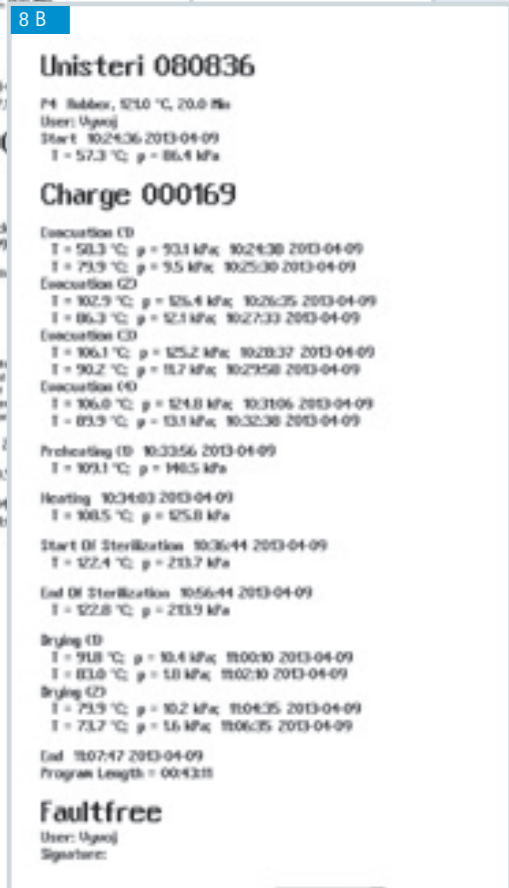 8 B
Unisteri 080836
P4 Rubber, 121.0 °C, 20.0 Min
User: Vyvoj
Start 10:24:36 2013-04-09
T = 57.3 °C; p = 86.4 kPa
Charge 000169
Evacuation (1)
T = 58.3 °C; p = 93.1 kPa; 10:24:38 2013-04-09
T = 79.9 °C; p = 9.5 kPa; 10:25:30 2013-04-09
Evacuation (2)
T = 102.9 °C; p = 126.4 kPa; 10:26:35 2013-04-09
T = 86.3 °C; p = 12.1 kPa; 10:27:33 2013-04-09
Evacuation (3)
T = 106.1 °C; p = 125.2 kPa; 10:28:37 2013-04-09
T = 90.2 °C; p = 11.7 kPa; 10:29:58 2013-04-09
Evacuation (4)
T = 106.0 °C; p = 124.8 kPa; 10:31:06 2013-04-09
T = 89.9 °C; p = 13.1 kPa; 10:32:38 2013-04-09
Preheating (1) 10:33:56 2013-04-09
T = 109.1 °C; p = 140.5 kPa
Heating 10:34:03 2013-04-09
T = 108.5 °C; p = 125.8 kPa
Start Of Sterilization 10:36:44 2013-04-09
T = 122.4 °C; p = 213.7 kPa
End Of Sterilization 10:56:44 2013-04-09
T = 122.8 °C; p = 213.9 kPa
Drying (1)
T = 91.8 °C; p = 10.4 kPa; 11:00:10 2013-04-09
T = 83.0 °C; p = 1.8 kPa; 11:02:10 2013-04-09
Drying (2)
T = 79.9 °C; p = 10.2 kPa; 11:04:35 2013-04-09
T = 73.7 °C; p = 1.6 kPa; 11:06:35 2013-04-09
End 11:07:47 2013-04-09
Program Length = 00:43:11
Faultfree
User: Vyvoj
Signature: